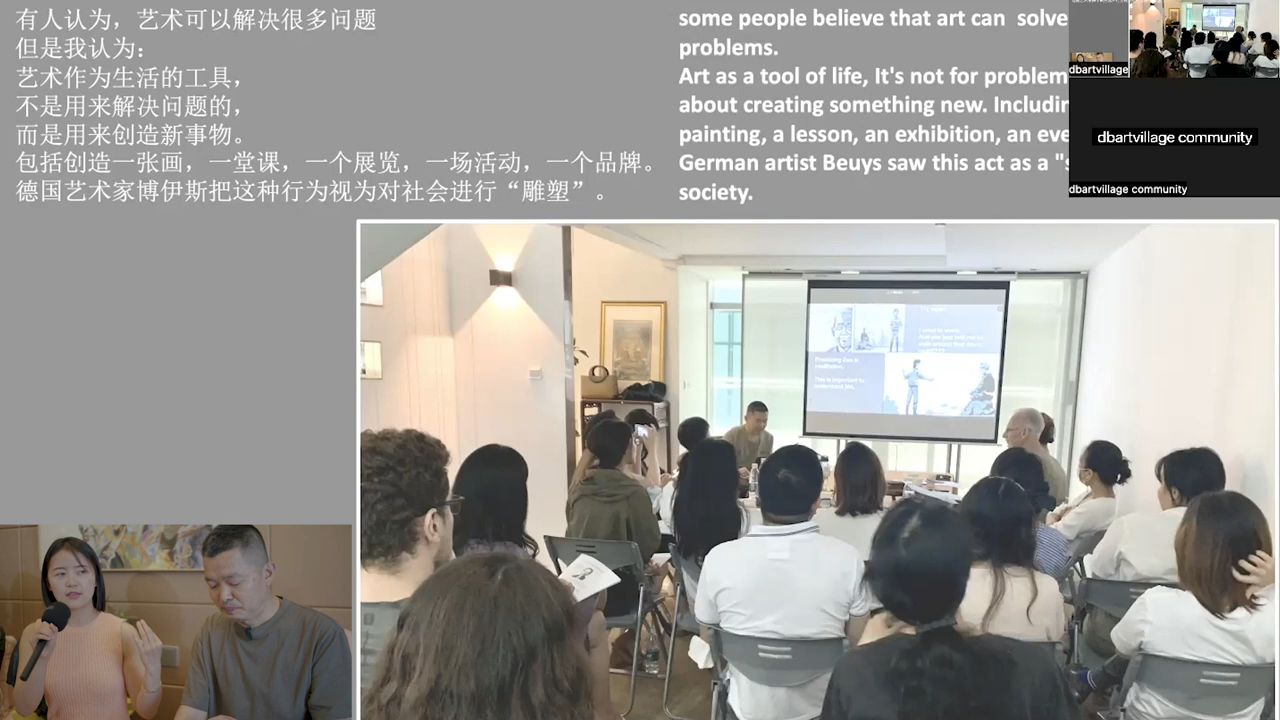 有人认为，艺术可以解决很多问题
但是我认为：
艺术作为生活的工具，
不是用来解决问题的，
而是用来创造新事物。
包括创造一张画，一堂课，一个展览，一场活动，一个品牌。
德国艺术家博伊斯把这种行为视为对社会进行“雕塑”。
some people believe that art can solve
problems.
Art as a tool of life, It's not for problem
about creating something new. Includin
painting, a lesson, an exhibition, an eve
German artist Beuys saw this act as a "s
society.
dbartvillage
dbartvillage community
dbartvillage community